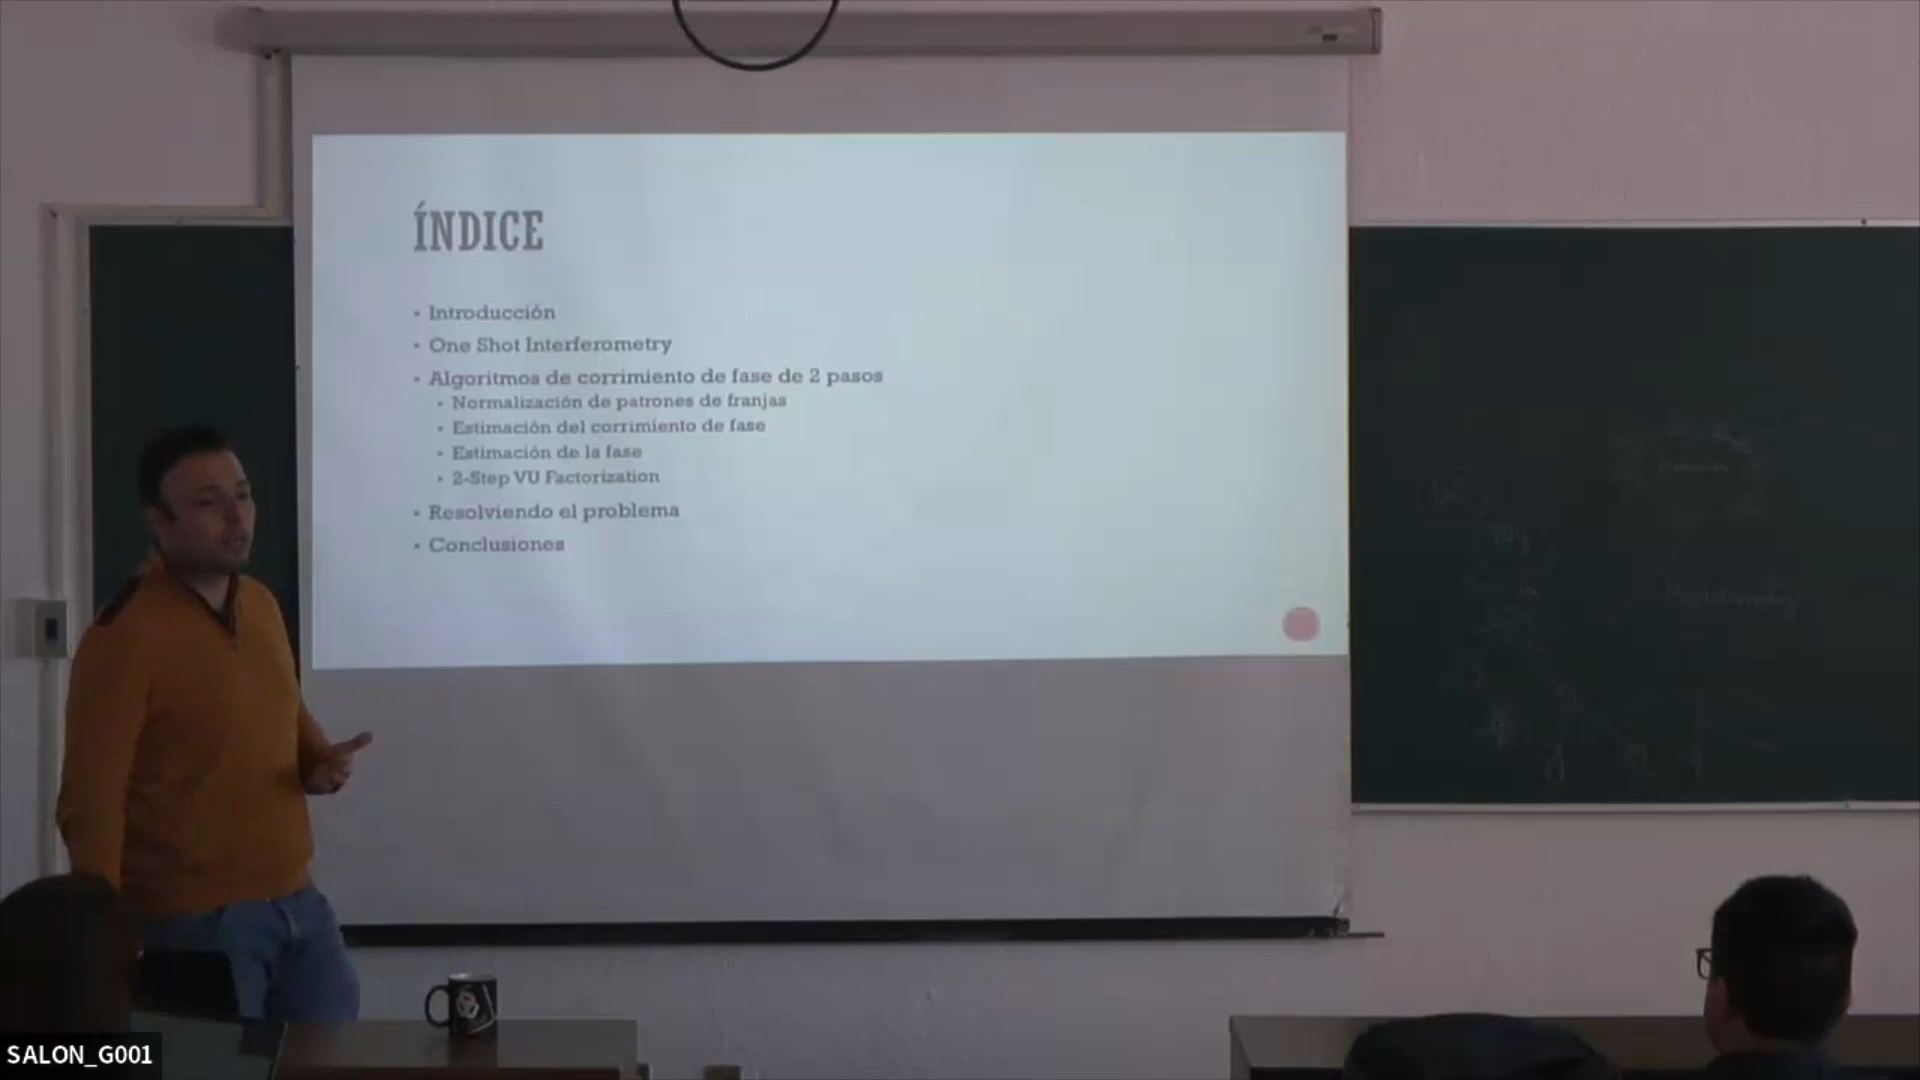 ÍNDICE
• Introducción
• One Shot Interferometry
• Algoritmos de corrimiento de fase de 2 pasos
• Normalización de patrones de franjas
• Estimación del corrimiento de fase
• Estimación de la fase
• 2-Step VU Factorization
• Resolviendo el problema
• Conclusiones
SALON_G001